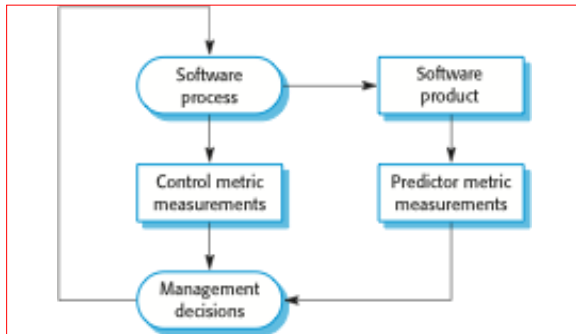 Software
process
Software
product
Control metric
measurements
Predictor metric
measurements
Management
decisions